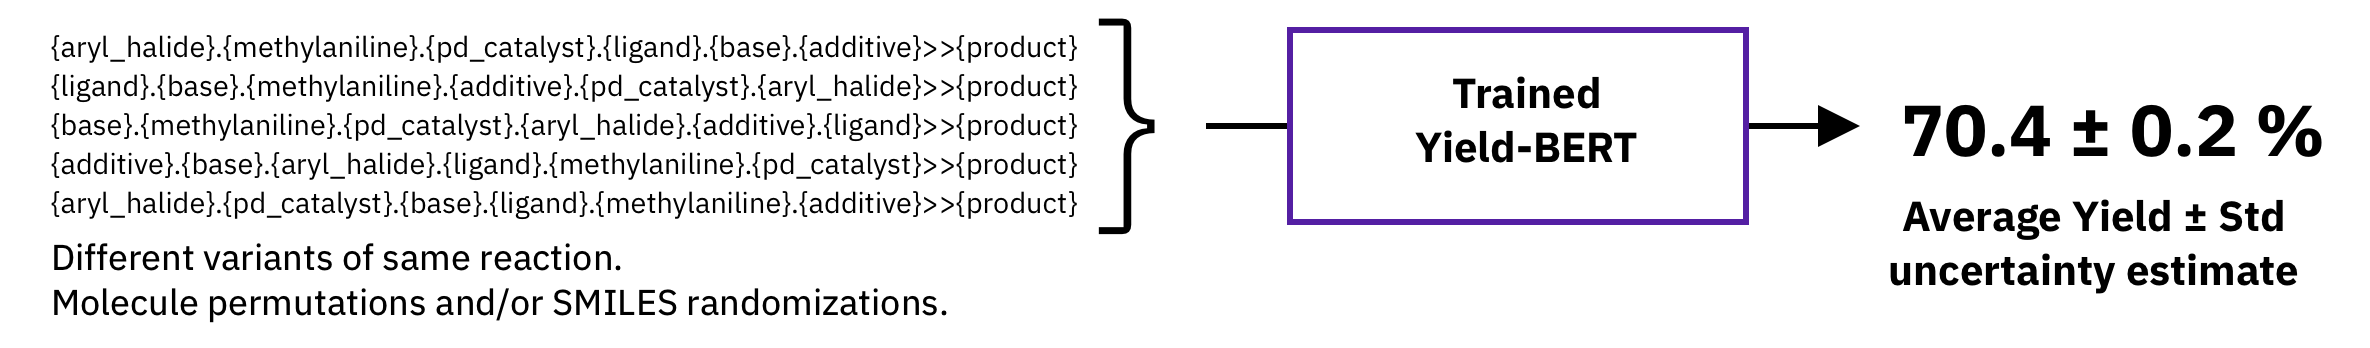 {aryl_halide}.{methylaniline}.{pd_catalyst}.{ligand}.{base}.{additive}>>{product}
{ligand}.{base}.{methylaniline}.{additive}.{pd_catalyst}.{aryl_halide}>>{product}
{base}.{methylaniline}.{pd_catalyst}.{aryl_halide}.{additive}.{ligand}>>{product}
{additive}.{base}.{aryl_halide}.{ligand}.{methylaniline}.{pd_catalyst}>>{product}
{aryl_halide}.{pd_catalyst}.{base}.{ligand}.{methylaniline}.{additive}>>{product}
Different variants of same reaction.
Molecule permutations and/or SMILES randomizations.
Trained
Yield-BERT
70.4 ± 0.2 %
Average Yield ± Std
uncertainty estimate